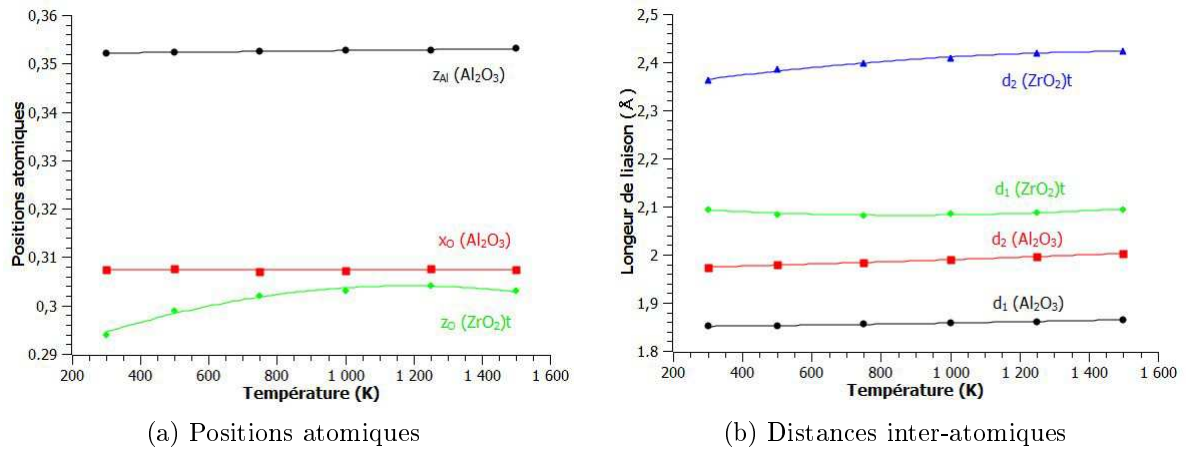 Positions atomiques
0,36
0,35
0,34
0,33
0,32
0,31
0,3
0.29
z_Al (Al₂O₃)
x_O (Al₂O₃)
z_O (ZrO₂)t
200
400
600
800
1 000
1 200
1 400
1 600
Température (K)
(a) Positions atomiques
Longeur de liaison (Å)
2,5
2,4
2,3
2,2
2,1
2
1,9
1.8
d₂ (ZrO₂)t
d₁ (ZrO₂)t
d₂ (Al₂O₃)
d₁ (Al₂O₃)
200
400
600
800
1 000
1 200
1 400
1 600
Température (K)
(b) Distances inter-atomiques